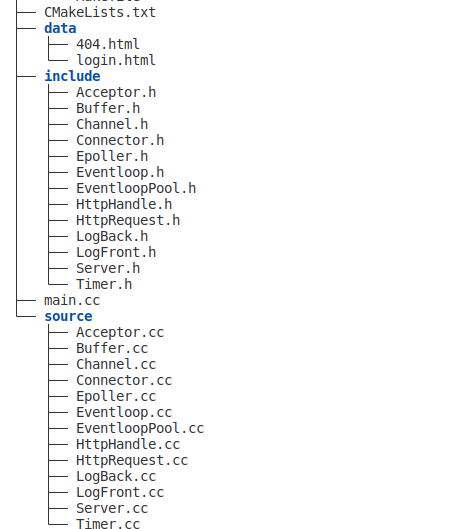 CMakeLists.txt
data
404.html
login.html
include
Acceptor.h
Buffer.h
Channel.h
Connector.h
Epoller.h
Eventloop.h
EventloopPool.h
HttpHandle.h
HttpRequest.h
LogBack.h
LogFront.h
Server.h
Timer.h
main.cc
source
Acceptor.cc
Buffer.cc
Channel.cc
Connector.cc
Epoller.cc
Eventloop.cc
EventloopPool.cc
HttpHandle.cc
HttpRequest.cc
LogBack.cc
LogFront.cc
Server.cc
Timer.cc